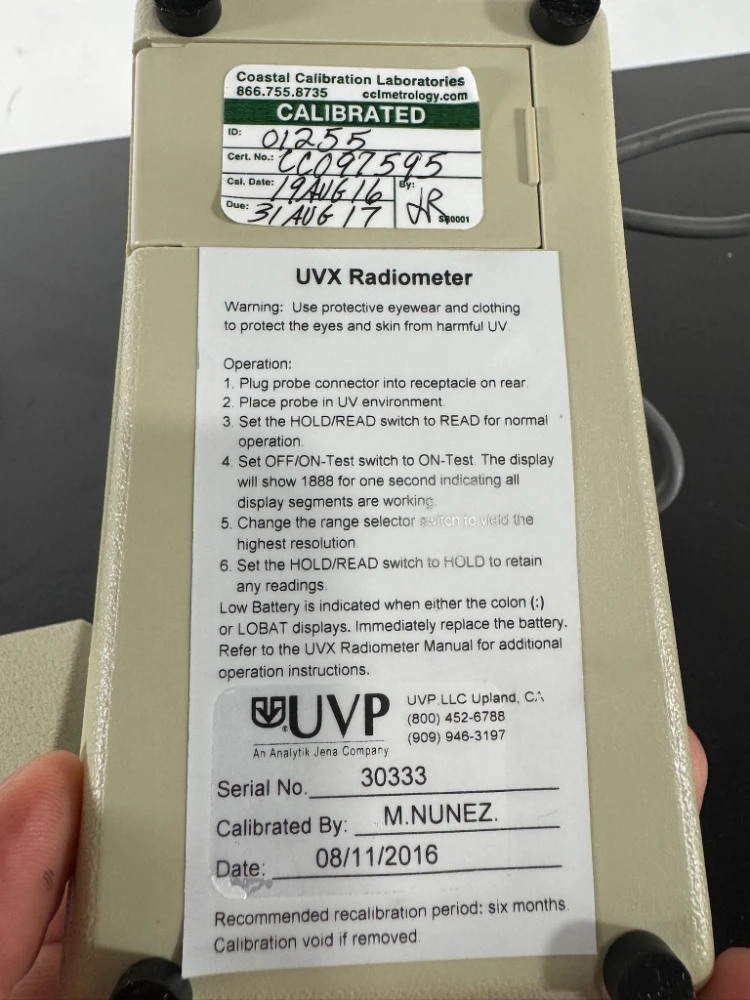 Coastal Calibration Laboratories
866.755.8735 cclmetrology.com
CALIBRATED
ID: 01255
Cert. No.: CC097595
Cal. Date: 19 AUG 16 By: JR
Due: 31 AUG 17 SR0001
UVX Radiometer
Warning: Use protective eyewear and clothing
to protect the eyes and skin from harmful UV.
Operation:
1. Plug probe connector into receptacle on rear.
2. Place probe in UV environment.
3. Set the HOLD/READ switch to READ for normal
operation.
4. Set OFF/ON-Test switch to ON-Test. The display
will show 1888 for one second indicating all
display segments are working.
5. Change the range selector switch to yield the
highest resolution.
6. Set the HOLD/READ switch to HOLD to retain
any readings.
Low Battery is indicated when either the colon (:)
or LOBAT displays. Immediately replace the battery.
Refer to the UVX Radiometer Manual for additional
operation instructions.
UVP UVP, LLC Upland, CA
(800) 452-6788
(909) 946-3197
An Analytik Jena Company
Serial No. 30333
Calibrated By: M.NUNEZ.
Date: 08/11/2016
Recommended recalibration period: six months.
Calibration void if removed.